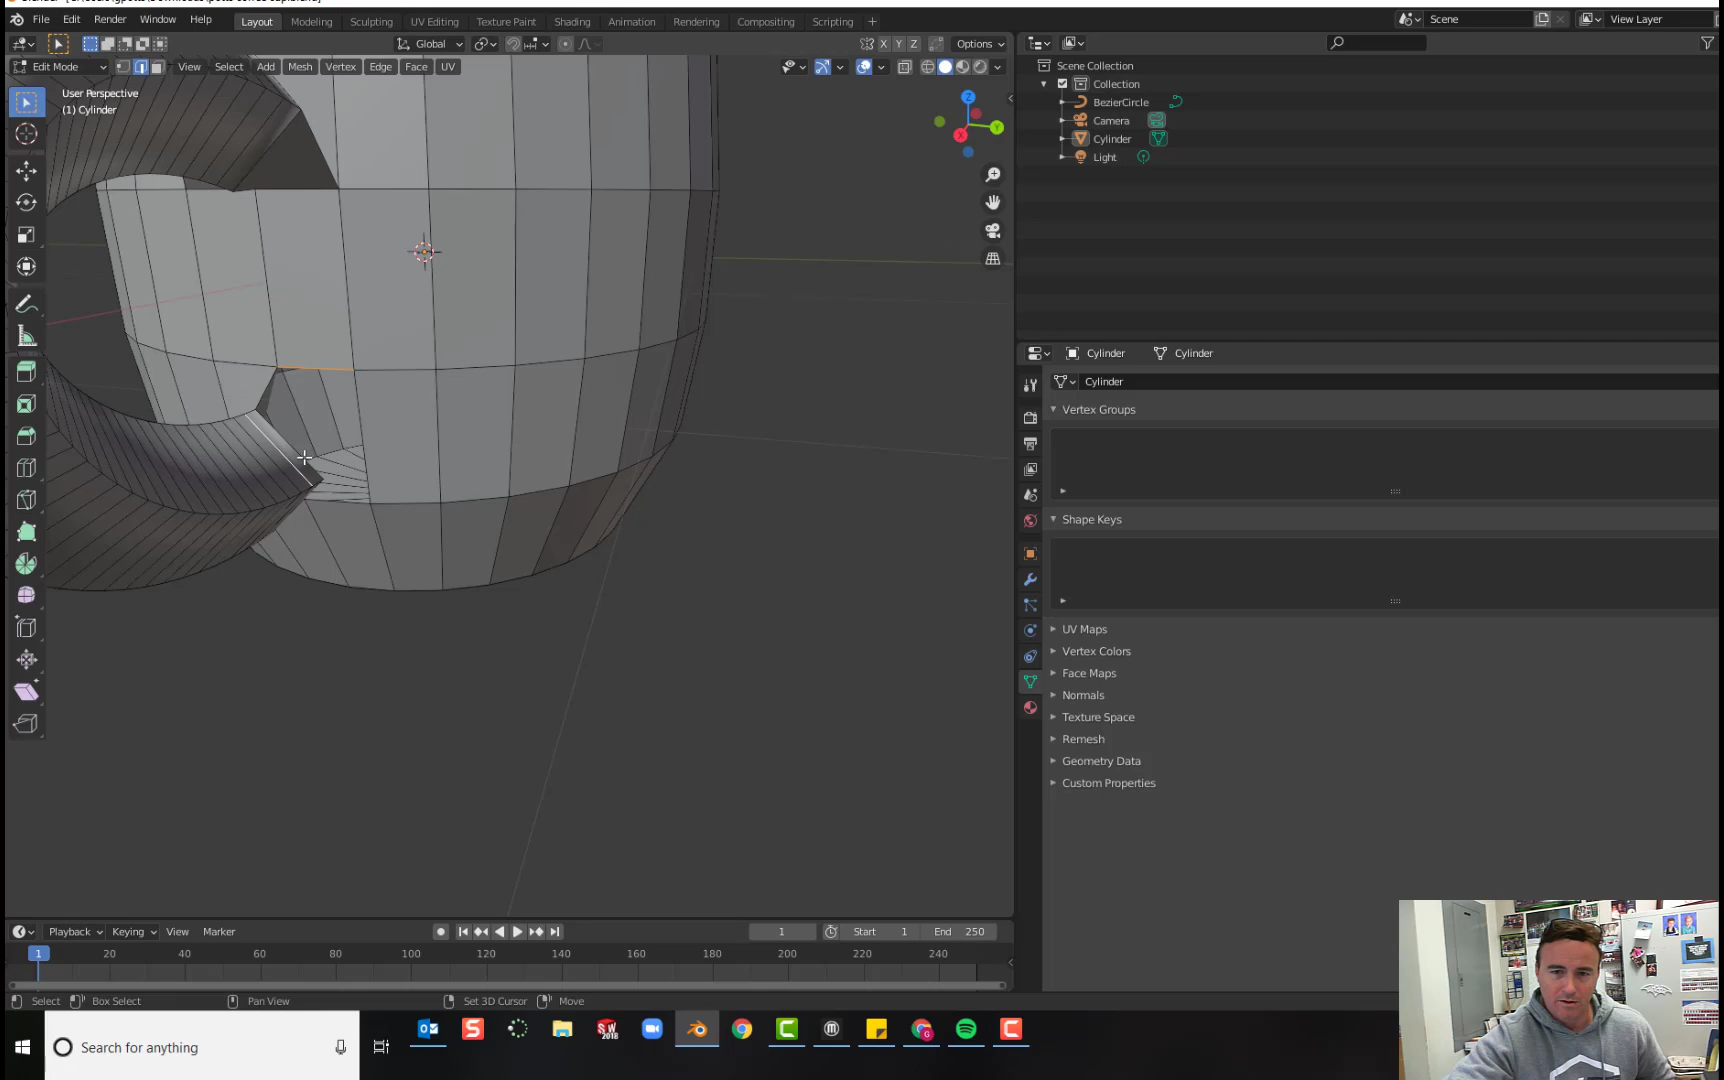 File Edit Render Window Help Layout Modeling Sculpting UV Editing Texture Paint Shading Animation Rendering Compositing Scripting + Scene View Layer
Global X Y Z Options
Edit Mode View Select Add Mesh Vertex Edge Face UV
User Perspective
(1) Cylinder
Z
Y
X
Scene Collection
Collection
BezierCircle
Camera
Cylinder
Light
Cylinder Cylinder
Cylinder
Vertex Groups
Shape Keys
UV Maps
Vertex Colors
Face Maps
Normals
Texture Space
Remesh
Geometry Data
Custom Properties
Playback Keying View Marker 1 Start 1 End 250
1 20 40 60 80 100 120 140 160 180 200 220 240
Select Box Select Pan View Set 3D Cursor Move
Search for anything